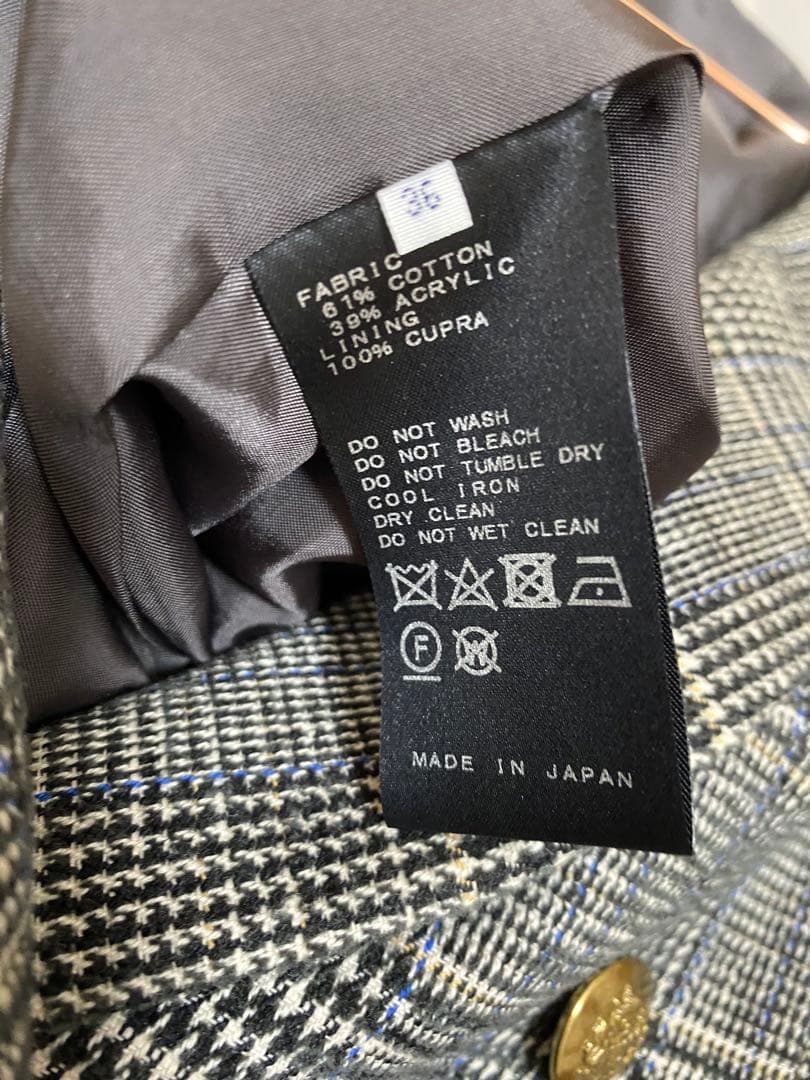 36
FABRIC
61% COTTON
39% ACRYLIC
LINING
100% CUPRA
DO NOT WASH
DO NOT BLEACH
DO NOT TUMBLE DRY
COOL IRON
DRY CLEAN
DO NOT WET CLEAN
F W
MADE IN JAPAN